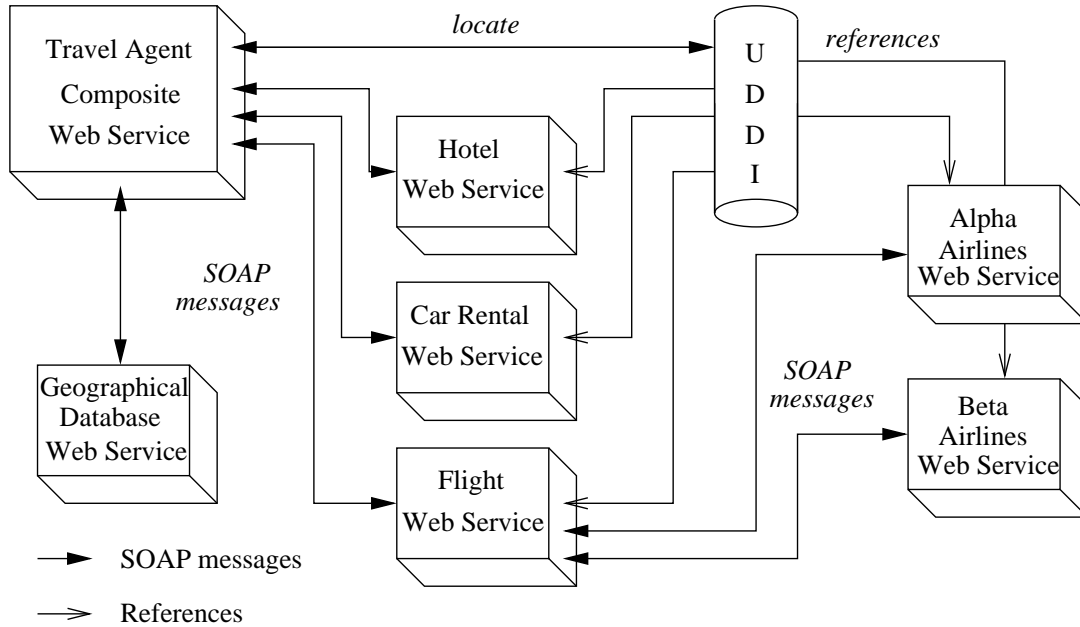 Travel Agent
Composite
Web Service
locate
U
D
D
I
references
Hotel
Web Service
Alpha
Airlines
Web Service
SOAP
messages
Car Rental
Web Service
Geographical
Database
Web Service
SOAP
messages
Beta
Airlines
Web Service
Flight
Web Service
SOAP messages
References